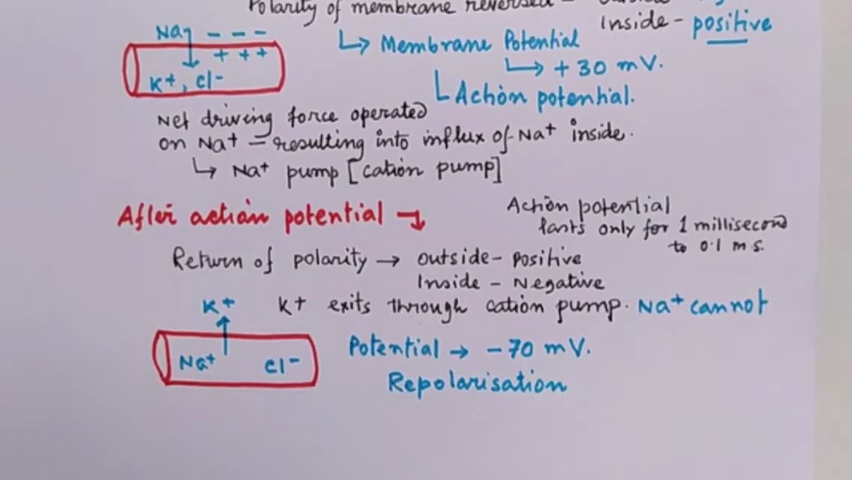 Polarity of membrane reversed -
Inside - positive
Na
- - -
+ + +
K+, Cl-
↳ Membrane Potential
↳ + 30 mV.
↳ Action potential.
Net driving force operated
on Na+ - resulting into influx of Na+ inside.
↳ Na+ pump [cation pump]
After action potential
Action potential
lasts only for 1 millisecond
to 0.1 ms.
Return of polarity → outside - Positive
Inside - Negative
K+
K+ exits through cation pump. Na+ cannot
Na+ Cl-
Potential → -70 mV.
Repolarisation